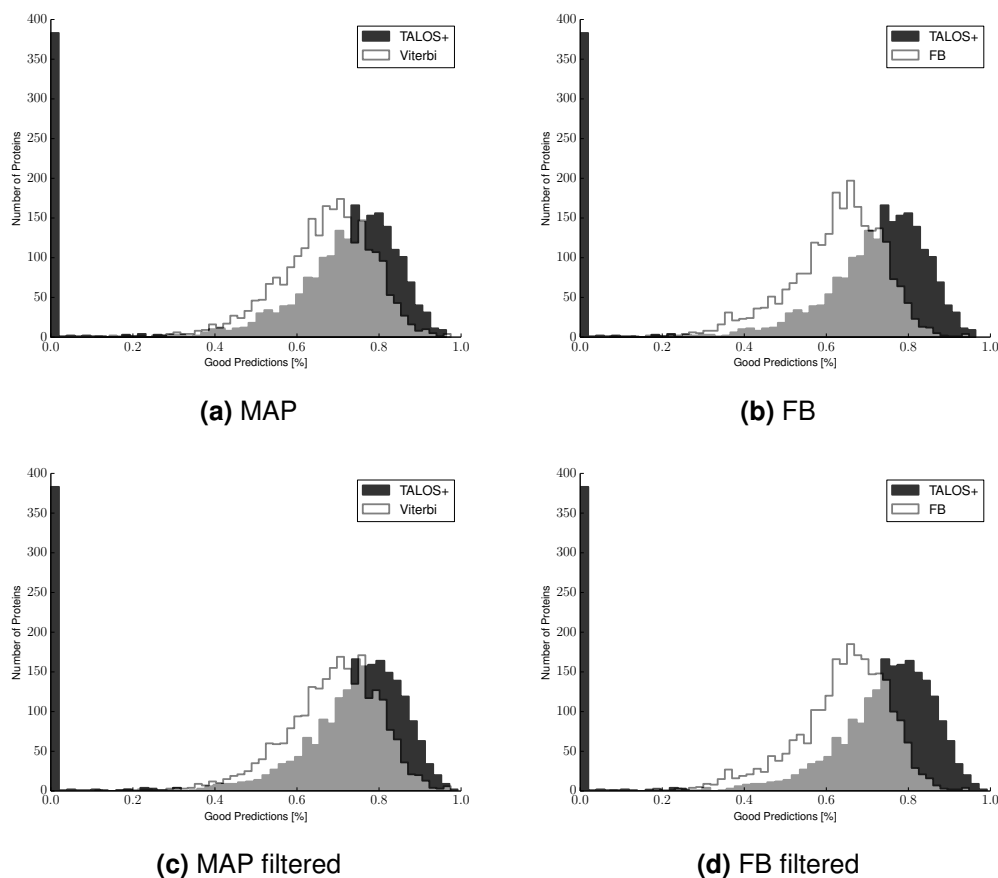 400
350
300
250
200
150
100
50
0
Number of Proteins
0.0 0.2 0.4 0.6 0.8 1.0
Good Predictions [%]
TALOS+
Viterbi
(a) MAP
400
350
300
250
200
150
100
50
0
Number of Proteins
0.0 0.2 0.4 0.6 0.8 1.0
Good Predictions [%]
TALOS+
FB
(b) FB
400
350
300
250
200
150
100
50
0
Number of Proteins
0.0 0.2 0.4 0.6 0.8 1.0
Good Predictions [%]
TALOS+
Viterbi
(c) MAP filtered
400
350
300
250
200
150
100
50
0
Number of Proteins
0.0 0.2 0.4 0.6 0.8 1.0
Good Predictions [%]
TALOS+
FB
(d) FB filtered